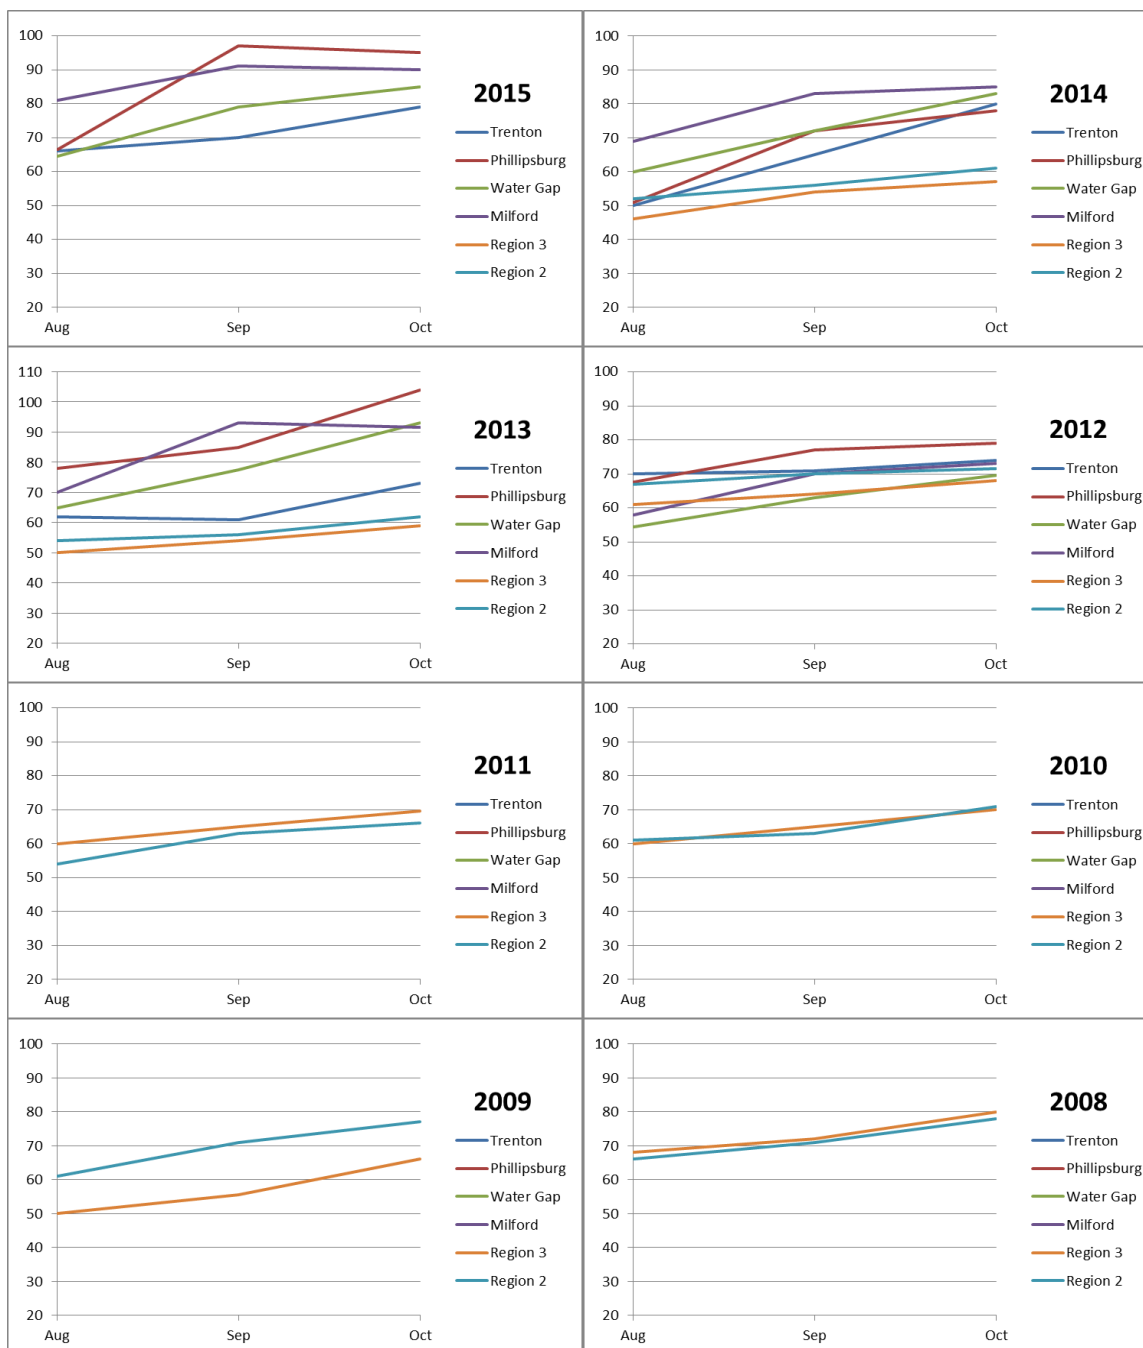 100
90
80
70
60
50
40
30
20
Aug Sep Oct
2015
Trenton
Phillipsburg
Water Gap
Milford
Region 3
Region 2
100
90
80
70
60
50
40
30
20
Aug Sep Oct
2014
Trenton
Phillipsburg
Water Gap
Milford
Region 3
Region 2
110
100
90
80
70
60
50
40
30
20
Aug Sep Oct
2013
Trenton
Phillipsburg
Water Gap
Milford
Region 3
Region 2
100
90
80
70
60
50
40
30
20
Aug Sep Oct
2012
Trenton
Phillipsburg
Water Gap
Milford
Region 3
Region 2
100
90
80
70
60
50
40
30
20
Aug Sep Oct
2011
Trenton
Phillipsburg
Water Gap
Milford
Region 3
Region 2
100
90
80
70
60
50
40
30
20
Aug Sep Oct
2010
Trenton
Phillipsburg
Water Gap
Milford
Region 3
Region 2
100
90
80
70
60
50
40
30
20
Aug Sep Oct
2009
Trenton
Phillipsburg
Water Gap
Milford
Region 3
Region 2
100
90
80
70
60
50
40
30
20
Aug Sep Oct
2008
Trenton
Phillipsburg
Water Gap
Milford
Region 3
Region 2